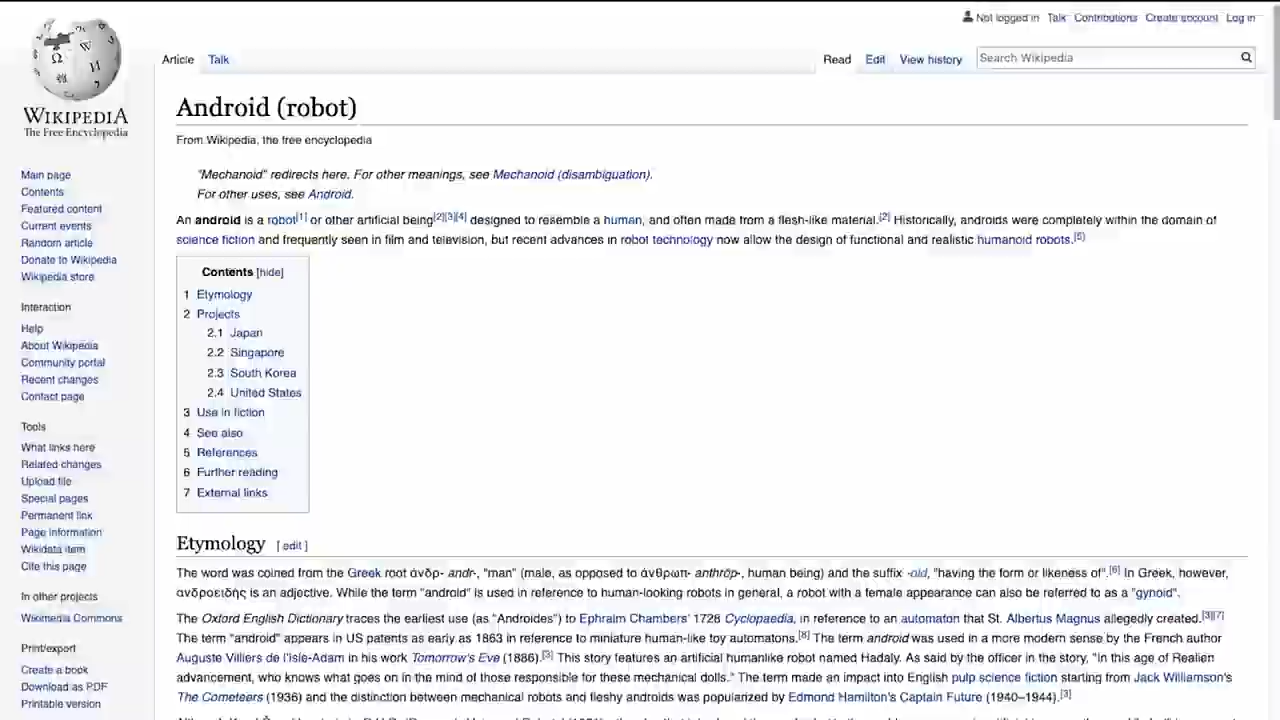 Not logged in Talk Contributions Create account Log in
Article Talk Read Edit View history Search Wikipedia
WIKIPEDIA
The Free Encyclopedia
Main page
Contents
Featured content
Current events
Random article
Donate to Wikipedia
Wikipedia store
Interaction
Help
About Wikipedia
Community portal
Recent changes
Contact page
Tools
What links here
Related changes
Upload file
Special pages
Permanent link
Page information
Wikidata item
Cite this page
In other projects
Wikimedia Commons
Print/export
Create a book
Download as PDF
Printable version
Android (robot)
From Wikipedia, the free encyclopedia
"Mechanoid" redirects here. For other meanings, see Mechanoid (disambiguation).
For other uses, see Android.
An android is a robot[1] or other artificial being[2][3][4] designed to resemble a human, and often made from a flesh-like material.[2] Historically, androids were completely within the domain of
science fiction and frequently seen in film and television, but recent advances in robot technology now allow the design of functional and realistic humanoid robots.[5]
Contents [hide]
1 Etymology
2 Projects
2.1 Japan
2.2 Singapore
2.3 South Korea
2.4 United States
3 Use in fiction
4 See also
5 References
6 Further reading
7 External links
Etymology [ edit ]
The word was coined from the Greek root ἀνδρ- andr-, "man" (male, as opposed to ἀνθρωπ- anthrōp-, human being) and the suffix -oid, "having the form or likeness of".[6] In Greek, however,
ανδροειδής is an adjective. While the term "android" is used in reference to human-looking robots in general, a robot with a female appearance can also be referred to as a "gynoid".
The Oxford English Dictionary traces the earliest use (as "Androides") to Ephraim Chambers' 1728 Cyclopaedia, in reference to an automaton that St. Albertus Magnus allegedly created.[3][7]
The term "android" appears in US patents as early as 1863 in reference to miniature human-like toy automatons.[8] The term android was used in a more modern sense by the French author
Auguste Villiers de l'Isle-Adam in his work Tomorrow's Eve (1886).[3] This story features an artificial humanlike robot named Hadaly. As said by the officer in the story, "In this age of Realien
advancement, who knows what goes on in the mind of those responsible for these mechanical dolls." The term made an impact into English pulp science fiction starting from Jack Williamson's
The Cometeers (1936) and the distinction between mechanical robots and fleshy androids was popularized by Edmond Hamilton's Captain Future (1940–1944).[3]